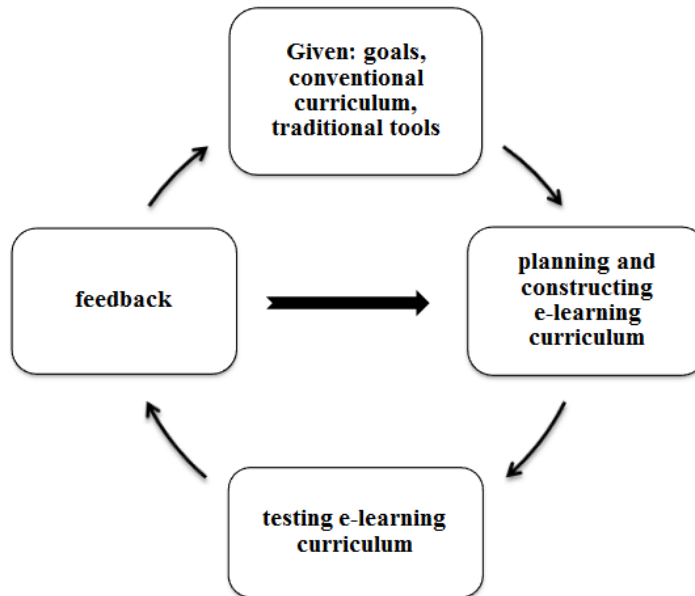 Given: goals,
conventional
curriculum,
traditional tools
feedback
planning and
constructing
e-learning
curriculum
testing e-learning
curriculum